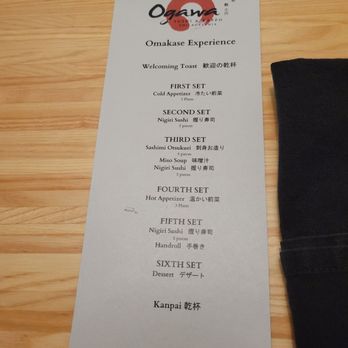 Ogawa
SUSHI & KAPPO
PHILADELPHIA
Omakase Experience
Welcoming Toast 歓迎の乾杯
FIRST SET
Cold Appetizer 冷たい前菜
SECOND SET
Nigiri Sushi 握り寿司
THIRD SET
Sashimi Otsukuri 刺身お造り
Miso Soup 味噌汁
Nigiri Sushi 握り寿司
FOURTH SET
Hot Appetizer 温かい前菜
FIFTH SET
Nigiri Sushi 握り寿司
Handroll 手巻き
SIXTH SET
Dessert デザート
Kanpai 乾杯